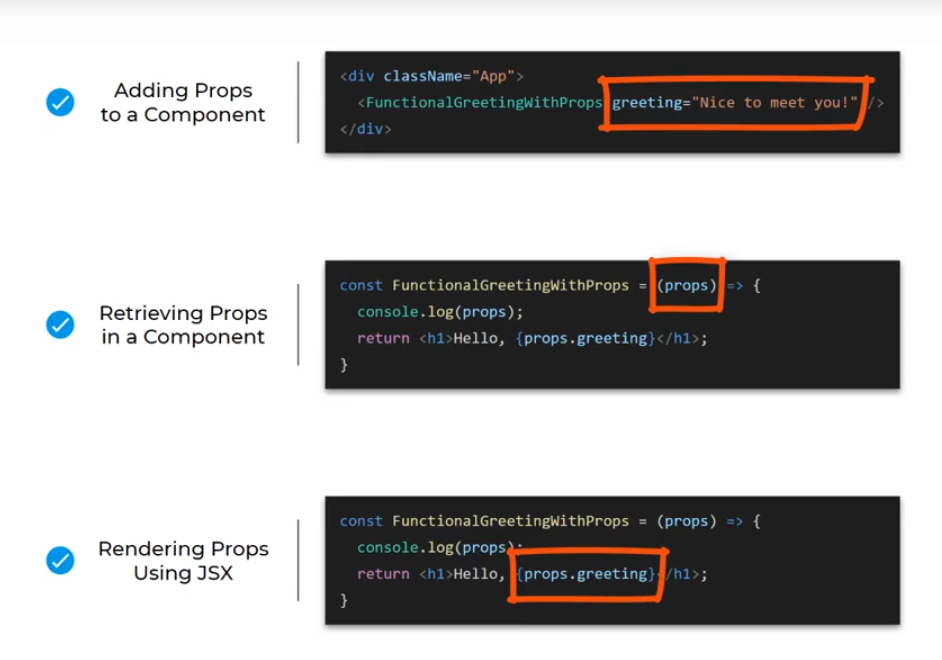 Adding Props
to a Component
<div className="App">
<FunctionalGreetingWithProps greeting="Nice to meet you!" />
</div>
Retrieving Props
in a Component
const FunctionalGreetingWithProps = (props) => {
console.log(props);
return <h1>Hello, {props.greeting}</h1>;
}
Rendering Props
Using JSX
const FunctionalGreetingWithProps = (props) => {
console.log(props);
return <h1>Hello, {props.greeting}</h1>;
}